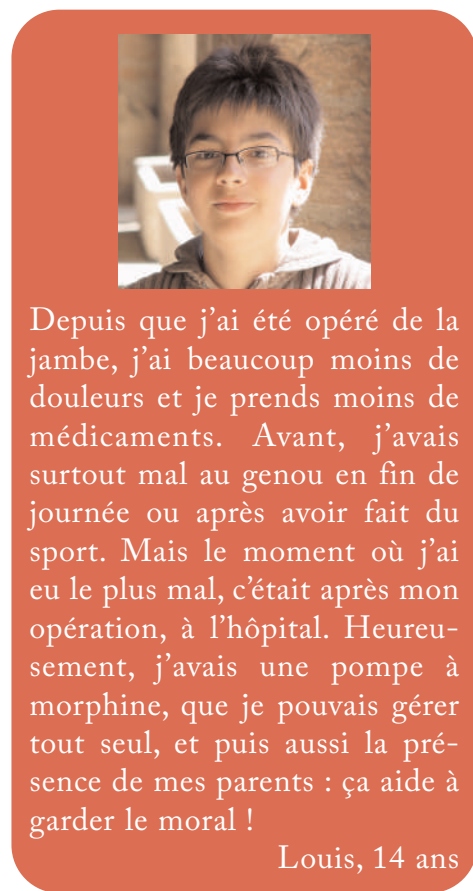 Depuis que j’ai été opéré de la
jambe, j’ai beaucoup moins de
douleurs et je prends moins de
médicaments. Avant, j’avais
surtout mal au genou en fin de
journée ou après avoir fait du
sport. Mais le moment où j’ai
eu le plus mal, c’était après mon
opération, à l’hôpital. Heureu-
sement, j’avais une pompe à
morphine, que je pouvais gérer
tout seul, et puis aussi la pré-
sence de mes parents : ça aide à
garder le moral !
Louis, 14 ans